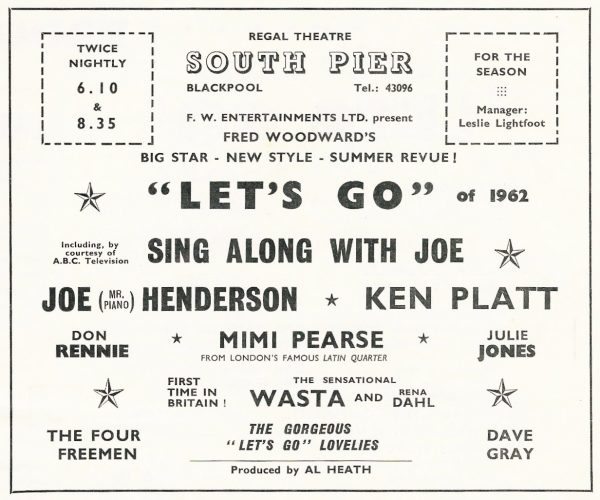 REGAL THEATRE
SOUTH PIER
BLACKPOOL Tel.: 43096
TWICE
NIGHTLY
6.10
&
8.35
FOR THE
SEASON
Manager:
Leslie Lightfoot
F. W. ENTERTAINMENTS LTD. present
FRED WOODWARD'S
BIG STAR - NEW STYLE - SUMMER REVUE!
"LET'S GO" of 1962
Including, by
courtesy of
A.B.C. Television
SING ALONG WITH JOE
JOE (MR. PIANO) HENDERSON ★ KEN PLATT
DON
RENNIE
MIMI PEARSE
FROM LONDON'S FAMOUS LATIN QUARTER
JULIE
JONES
FIRST
TIME IN
BRITAIN!
THE SENSATIONAL
WASTA AND RENA DAHL
THE FOUR
FREEMEN
THE GORGEOUS
"LET'S GO" LOVELIES
DAVE
GRAY
Produced by AL HEATH